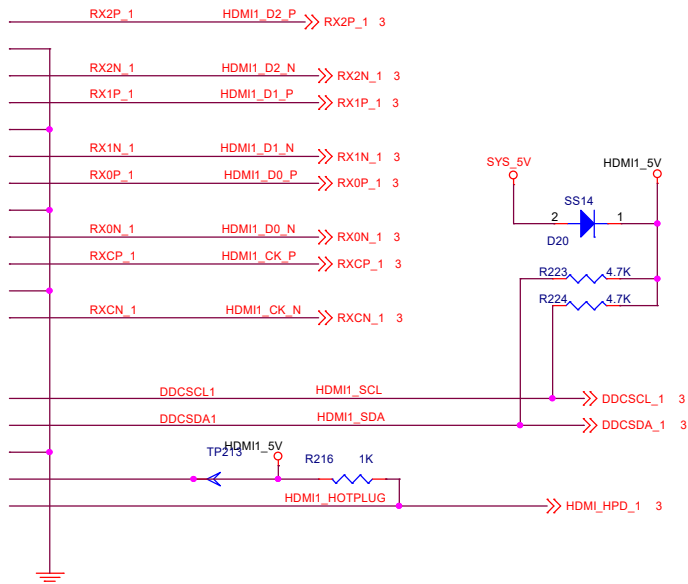 RX2P_1 HDMI1_D2_P RX2P_1 3
RX2N_1 HDMI1_D2_N RX2N_1 3
RX1P_1 HDMI1_D1_P RX1P_1 3
RX1N_1 HDMI1_D1_N RX1N_1 3
SYS_5V HDMI1_5V
RX0P_1 HDMI1_D0_P RX0P_1 3
SS14
2 1
RX0N_1 HDMI1_D0_N RX0N_1 3
D20
RXCP_1 HDMI1_CK_P RXCP_1 3
R223 4.7K
R224 4.7K
RXCN_1 HDMI1_CK_N RXCN_1 3
DDCSCL1 HDMI1_SCL DDCSCL_1 3
DDCSDA1 HDMI1_SDA DDCSDA_1 3
HDMI1_5V
TP213 R216 1K
HDMI1_HOTPLUG HDMI_HPD_1 3